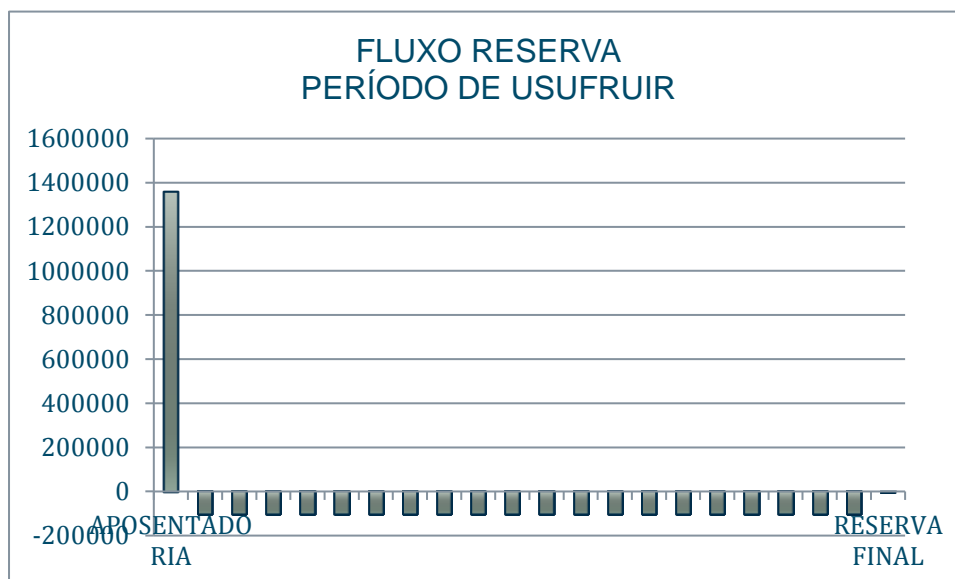 FLUXO RESERVA
PERÍODO DE USUFRUIR
1600000
1400000
1200000
1000000
800000
600000
400000
200000
0
-200000
APOSENTADO
RIA
RESERVA
FINAL